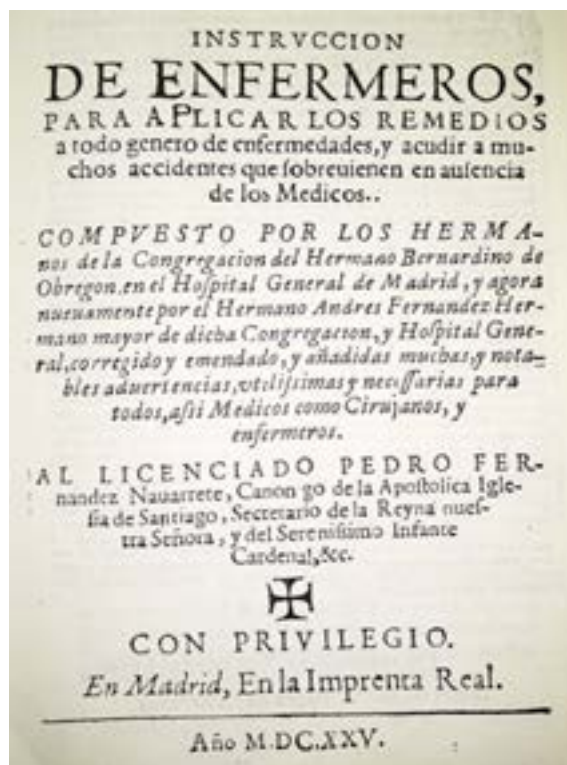 INSTRVCCION
DE ENFERMEROS,
PARA APLICAR LOS REMEDIOS
a todo genero de enfermedades, y acudir a mu-
chos accidentes que ſobreuienen en auſencia
de los Medicos..
COMPVESTO POR LOS HERMA-
nos de la Congregacion del Hermano Bernardino de
Obregon.en el Hoſpital General de Madrid, y agora
nueuamente por el Hermano Andres Fernandez Her-
mano mayor de dicha Congregacion, y Hoſpital Gene-
ral, corregido y emendado, y añadidas muchas, y nota-
bles aduertencias, vtiliſsimas y neceſſarias para
todos, aſsi Medicos como Cirujanos, y
enfermeros.
AL LICENCIADO PEDRO FER-
nandez Nauarrete, Canon go de la Apoſtolica Igle-
ſia de Santiago, Secretario de la Reyna nueſ-
tra Señora, y del Sereniſsimo Infante
Cardenal, &c.
CON PRIVILEGIO.
En Madrid, En la Imprenta Real.
Año M.DC.XXV.